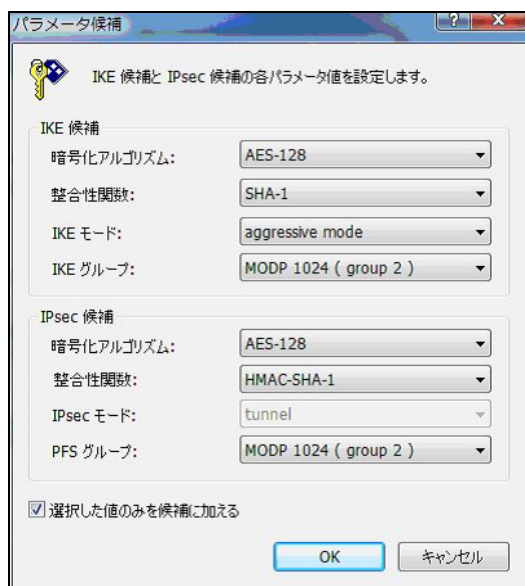 パラメータ候補
IKE 候補と IPsec 候補の各パラメータ値を設定します。
IKE 候補
暗号化アルゴリズム: AES-128
整合性関数: SHA-1
IKE モード: aggressive mode
IKE グループ: MODP 1024 ( group 2 )
IPsec 候補
暗号化アルゴリズム: AES-128
整合性関数: HMAC-SHA-1
IPsec モード: tunnel
PFS グループ: MODP 1024 ( group 2 )
選択した値のみを候補に加える
OK キャンセル